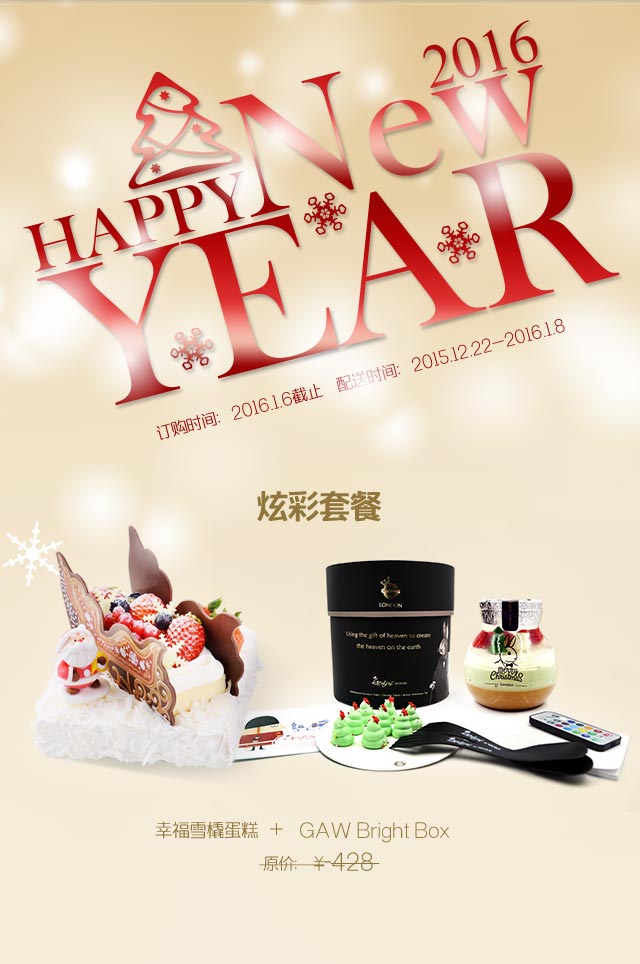 2016
New
HAPPY
YEAR
订购时间: 2016.1.6截止 配送时间: 2015.12.22-2016.1.8
炫彩套餐
LONDON
Using the gift of heaven to create
the heaven on the earth
Christmas
London
幸福雪橇蛋糕 + GAW Bright Box
原价: ¥ 428